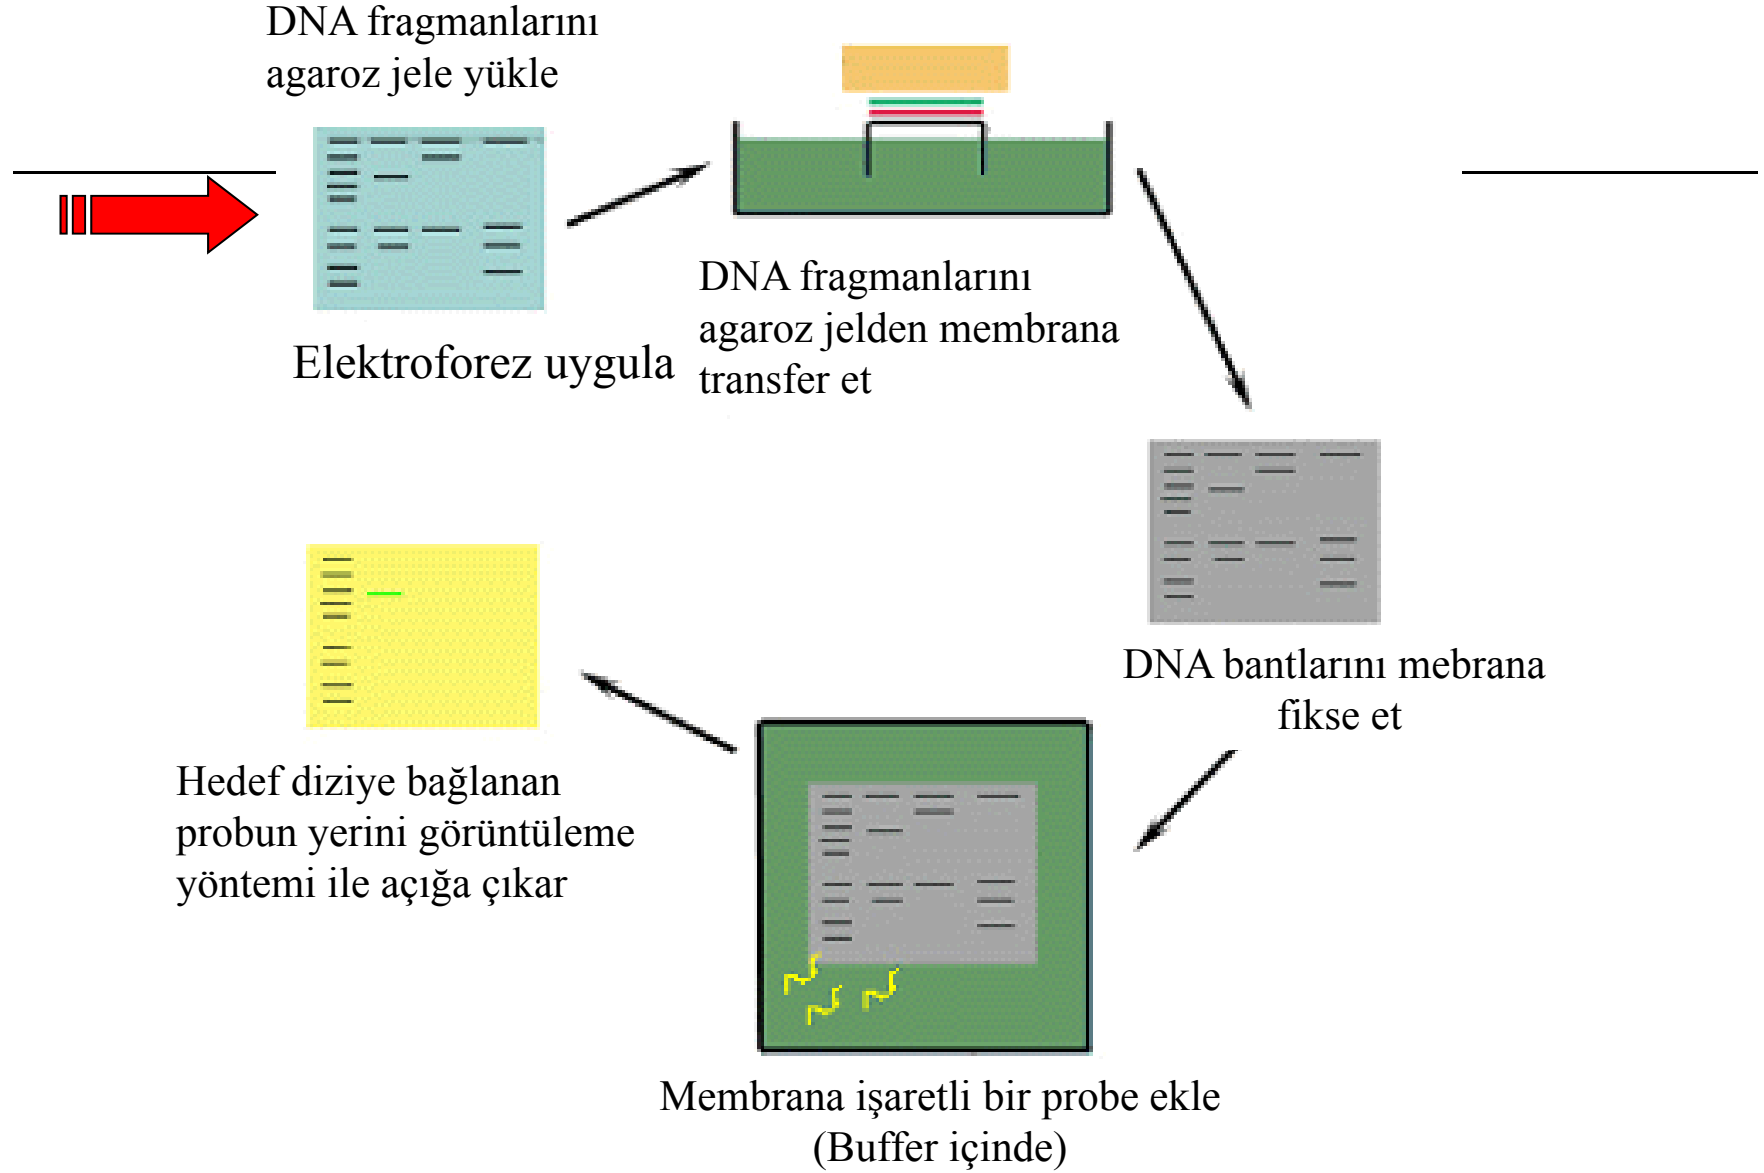 DNA fragmanlarını
agaroz jele yükle
Elektroforez uygula
DNA fragmanlarını
agaroz jelden membrana
transfer et
DNA bantlarını mebrana
fikse et
Membrana işaretli bir probe ekle
(Buffer içinde)
Hedef diziye bağlanan
probun yerini görüntüleme
yöntemi ile açığa çıkar